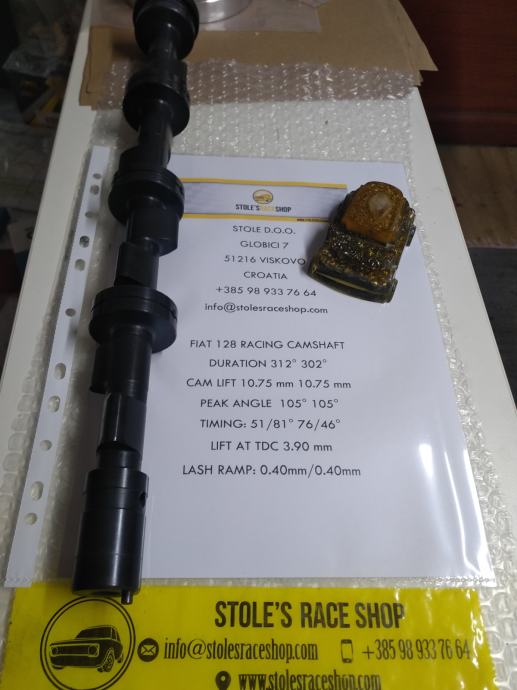 STOLE'S RACE SHOP
STOLE D.O.O.
GLOBICI 7
51216 VISKOVO
CROATIA
+385 98 933 76 64
info@stolesraceshop.com
FIAT 128 RACING CAMSHAFT
DURATION 312° 302°
CAM LIFT 10.75 mm 10.75 mm
PEAK ANGLE 105° 105°
TIMING: 51/81° 76/46°
LIFT AT TDC 3.90 mm
LASH RAMP: 0.40mm/0.40mm
STOLE'S RACE SHOP
info@stolesraceshop.com +385 98 933 76 64
www.stolesraceshop.com